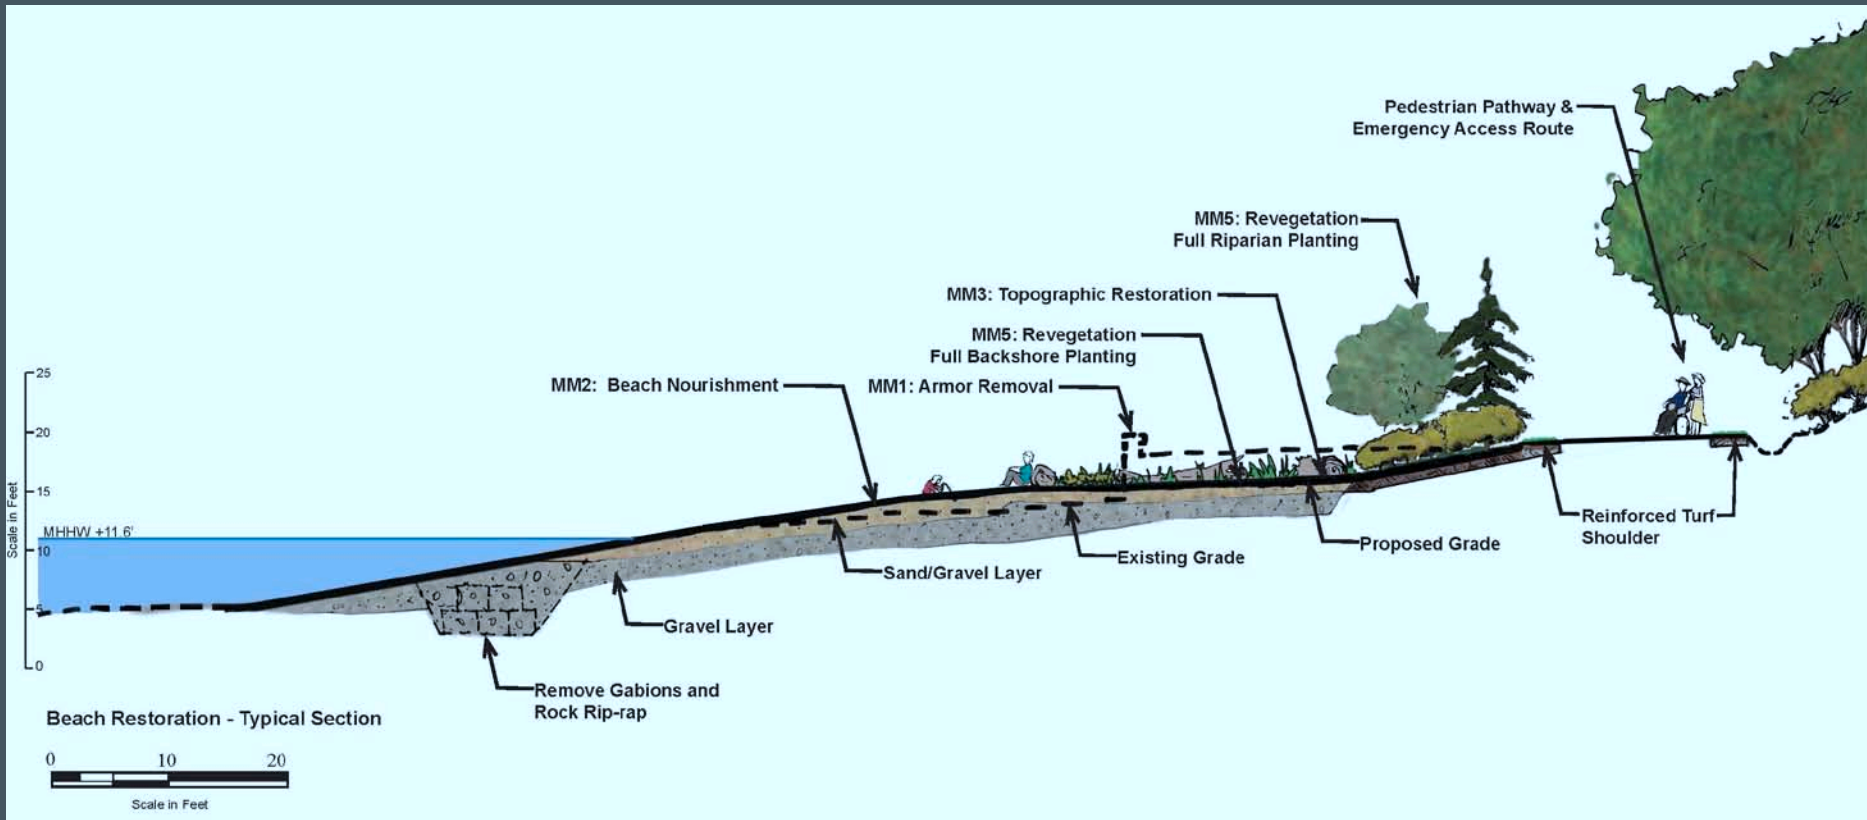 Pedestrian Pathway &
Emergency Access Route
MM5: Revegetation
Full Riparian Planting
MM3: Topographic Restoration
MM5: Revegetation
Full Backshore Planting
MM2: Beach Nourishment
MM1: Armor Removal
25
20
15
10
5
0
Scale in Feet
MHHW +11.6'
Reinforced Turf
Shoulder
Proposed Grade
Existing Grade
Sand/Gravel Layer
Gravel Layer
Remove Gabions and
Rock Rip-rap
Beach Restoration - Typical Section
0 10 20
Scale in Feet